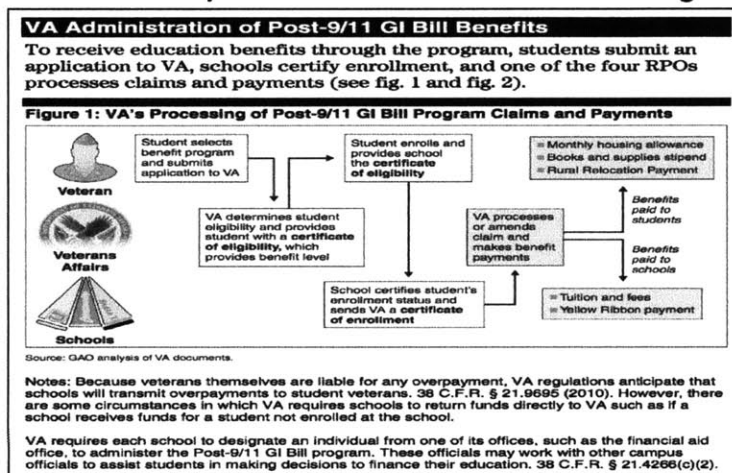 VA Administration of Post-9/11 GI Bill Benefits
To receive education benefits through the program, students submit an
application to VA, schools certify enrollment, and one of the four RPOs
processes claims and payments (see fig. 1 and fig. 2).
Figure 1: VA's Processing of Post-9/11 GI Bill Program Claims and Payments
Veteran
Veterans
Affairs
Schools
Student selects
benefit program
and submits
application to VA
VA determines student
eligibility and provides
student with a certificate
of eligibility, which
provides benefit level
Student enrolls and
provides school
the certificate
of eligibility
School certifies student's
enrollment status and
sends VA a certificate
of enrollment
VA processes
or amends
claim and
makes benefit
payments
Monthly housing allowance
Books and supplies stipend
Rural Relocation Payment
Benefits
paid to
students
Benefits
paid to
schools
Tuition and fees
Yellow Ribbon payment
Source: GAO analysis of VA documents.
Notes: Because veterans themselves are liable for any overpayment, VA regulations anticipate that
schools will transmit overpayments to student veterans. 38 C.F.R. § 21.9695 (2010). However, there
are some circumstances in which VA requires schools to return funds directly to VA such as if a
school receives funds for a student not enrolled at the school.
VA requires each school to designate an individual from one of its offices, such as the financial aid
office, to administer the Post-9/11 GI Bill program. These officials may work with other campus
officials to assist students in making decisions to finance their education. 38 C.F.R. § 21.4266(c)(2).